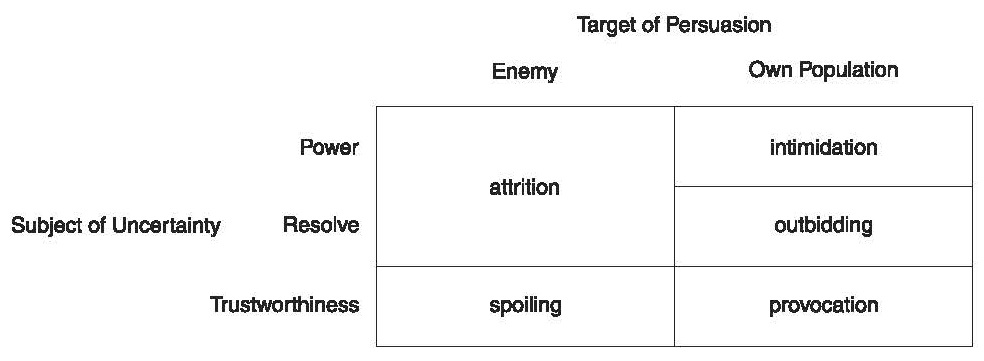 Target of Persuasion
Enemy Own Population
Power intimidation
attrition
Subject of Uncertainty Resolve outbidding
Trustworthiness spoiling provocation